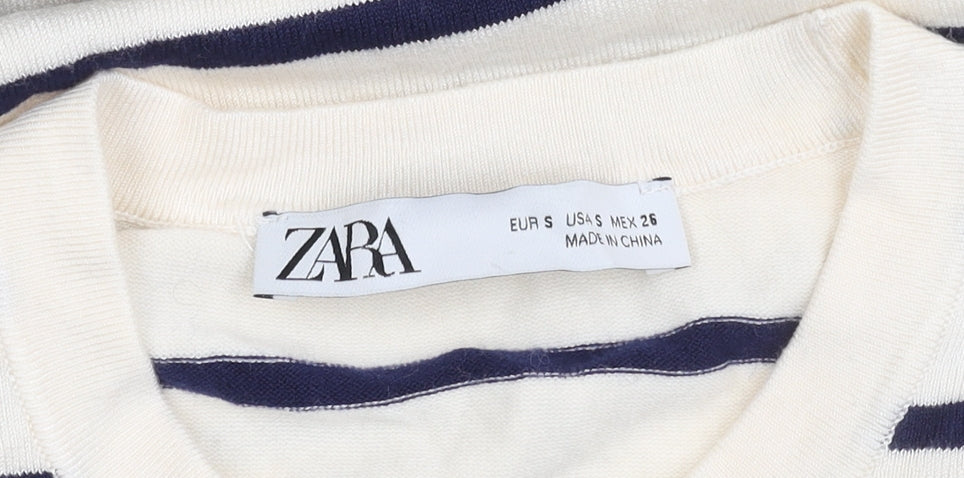 ZARA
EUR S USA S MEX 26
MADE IN CHINA